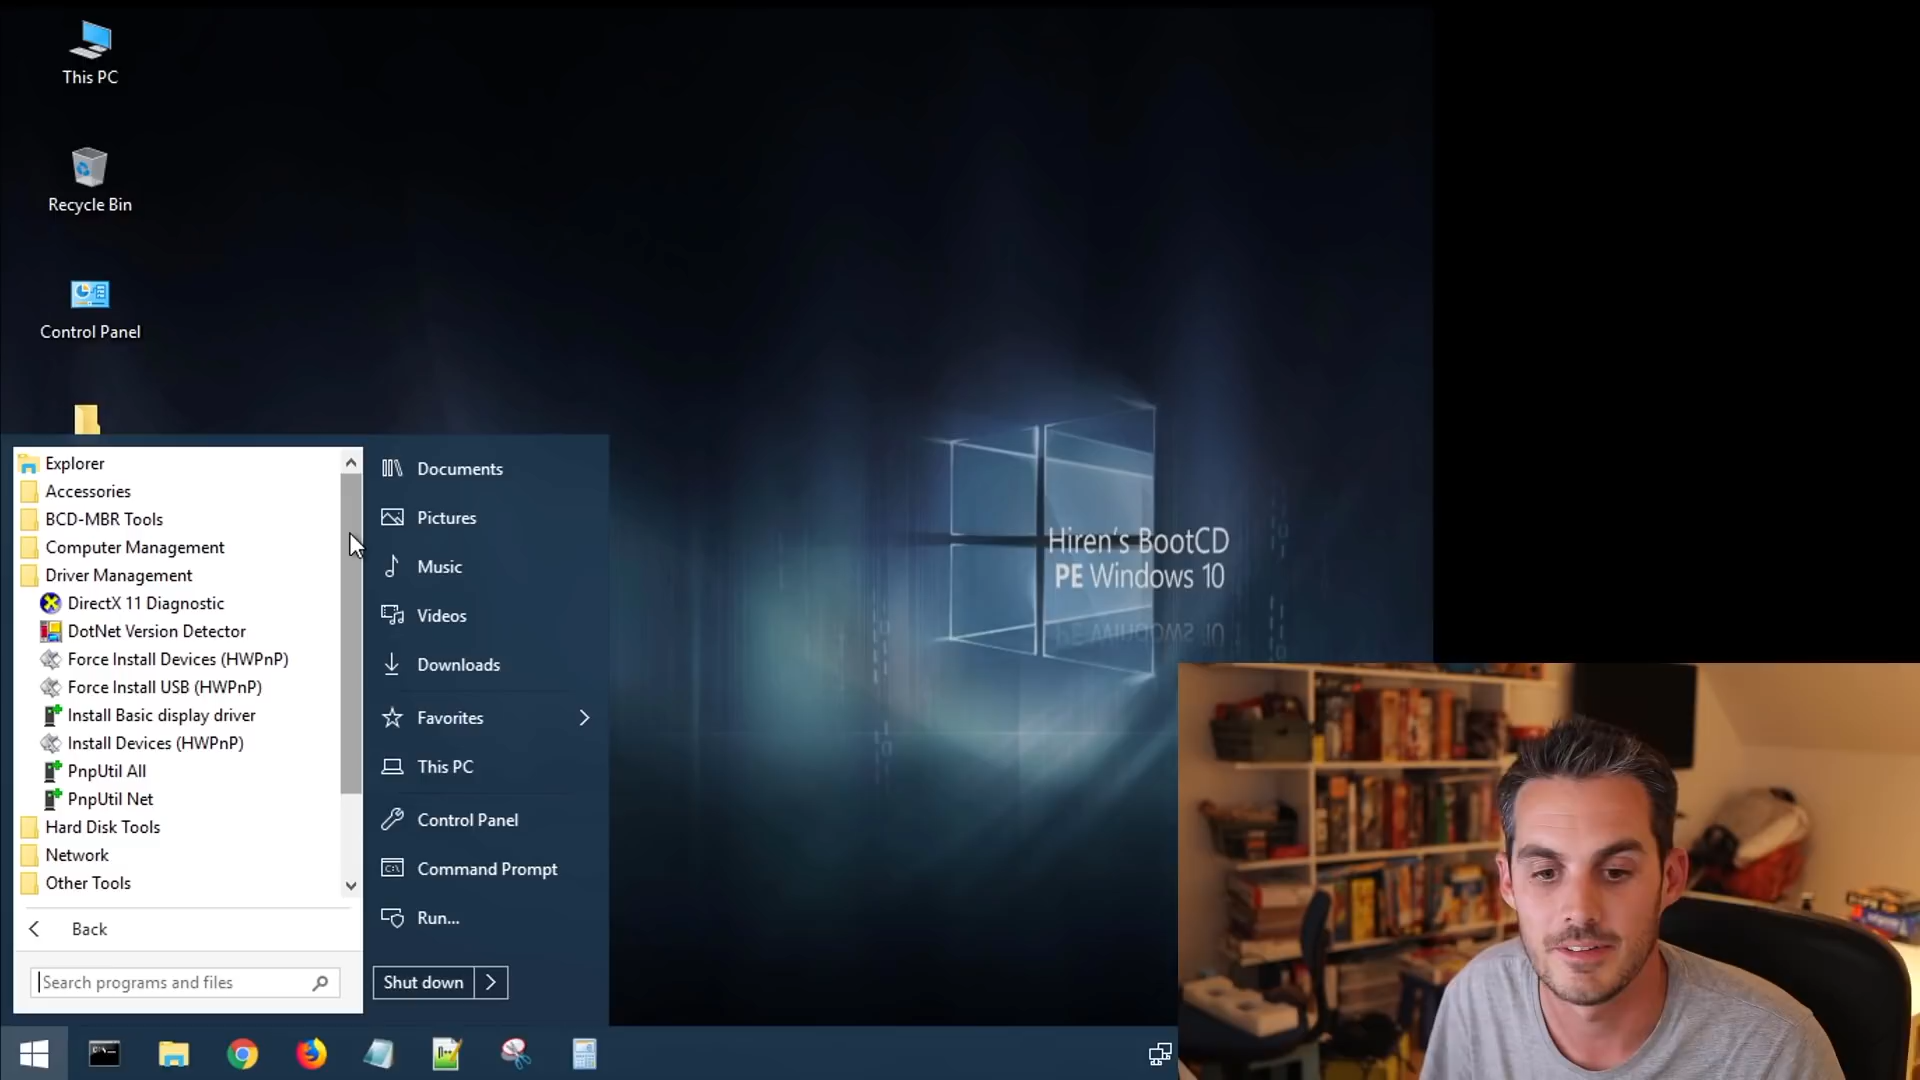 This PC
Recycle Bin
Control Panel
Explorer
Accessories
BCD-MBR Tools
Computer Management
Driver Management
DirectX 11 Diagnostic
DotNet Version Detector
Force Install Devices (HWPnP)
Force Install USB (HWPnP)
Install Basic display driver
Install Devices (HWPnP)
PnpUtil All
PnpUtil Net
Hard Disk Tools
Network
Other Tools
Back
Search programs and files
Documents
Pictures
Music
Videos
Downloads
Favorites
This PC
Control Panel
Command Prompt
Run...
Shut down
Hiren's BootCD
PE Windows 10